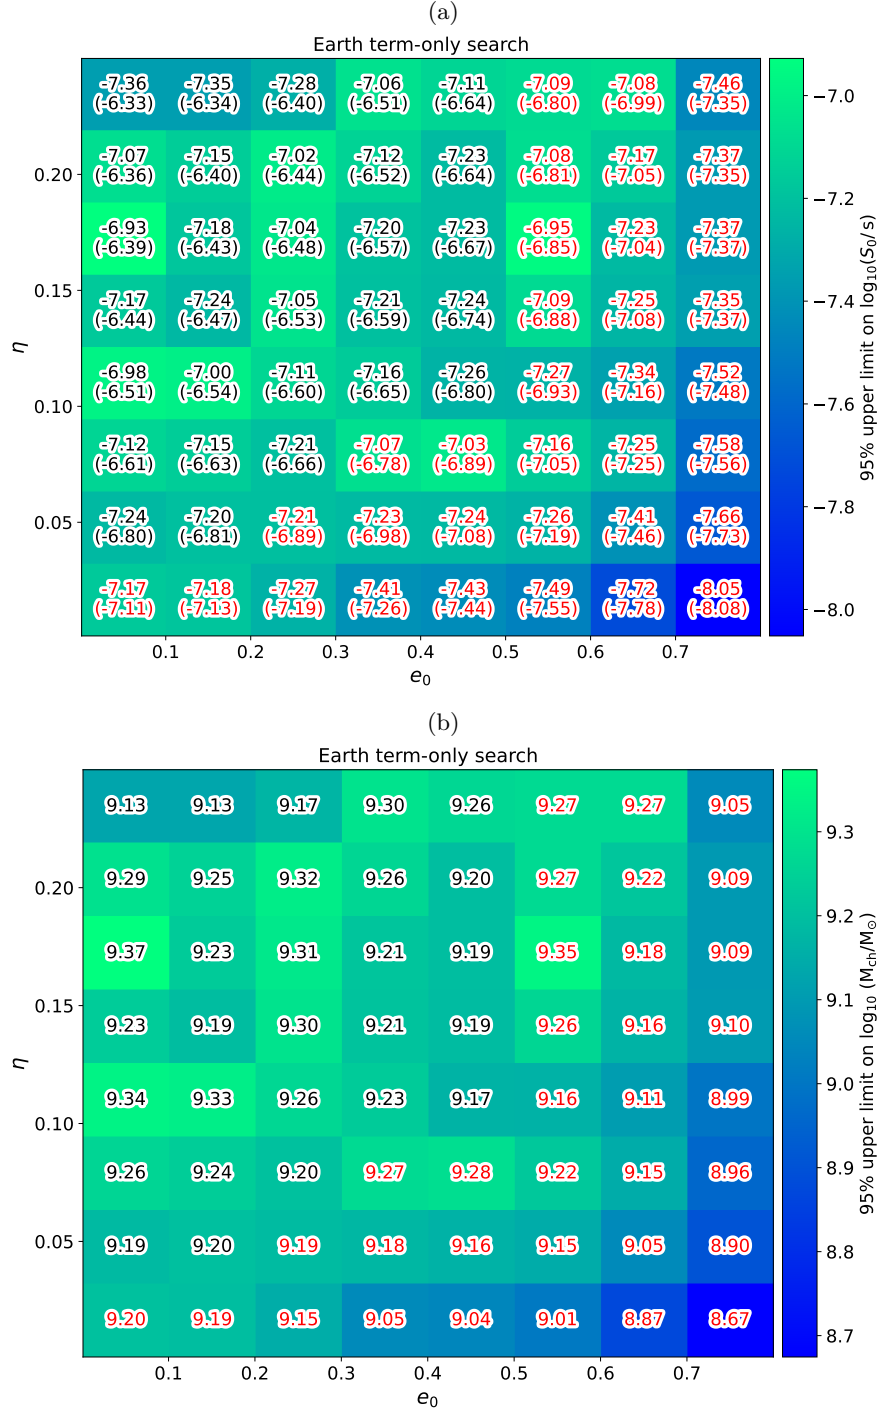 (a)
Earth term-only search
-7.36 -7.35 -7.28 -7.06 -7.11 -7.09 -7.08 -7.46
(-6.33) (-6.34) (-6.40) (-6.51) (-6.64) (-6.80) (-6.99) (-7.35)
-7.07 -7.15 -7.02 -7.12 -7.23 -7.08 -7.17 -7.37
(-6.36) (-6.40) (-6.44) (-6.52) (-6.64) (-6.81) (-7.05) (-7.35)
-6.93 -7.18 -7.04 -7.20 -7.23 -6.95 -7.23 -7.37
(-6.39) (-6.43) (-6.48) (-6.57) (-6.67) (-6.85) (-7.04) (-7.37)
-7.17 -7.24 -7.05 -7.21 -7.24 -7.09 -7.25 -7.35
(-6.44) (-6.47) (-6.53) (-6.59) (-6.74) (-6.88) (-7.08) (-7.37)
-6.98 -7.00 -7.11 -7.16 -7.26 -7.27 -7.34 -7.52
(-6.51) (-6.54) (-6.60) (-6.65) (-6.80) (-6.93) (-7.16) (-7.48)
-7.12 -7.15 -7.21 -7.07 -7.03 -7.16 -7.25 -7.58
(-6.61) (-6.63) (-6.66) (-6.78) (-6.89) (-7.05) (-7.25) (-7.56)
-7.24 -7.20 -7.21 -7.23 -7.24 -7.26 -7.41 -7.66
(-6.80) (-6.81) (-6.89) (-6.98) (-7.08) (-7.19) (-7.46) (-7.73)
-7.17 -7.18 -7.27 -7.41 -7.43 -7.49 -7.72 -8.05
(-7.11) (-7.13) (-7.19) (-7.26) (-7.44) (-7.55) (-7.78) (-8.08)
0.20
0.15
0.10
0.05
η
0.1 0.2 0.3 0.4 0.5 0.6 0.7
e₀
−7.0
−7.2
−7.4
−7.6
−7.8
−8.0
95% upper limit on log₁₀(S₀/s)
(b)
Earth term-only search
9.13 9.13 9.17 9.30 9.26 9.27 9.27 9.05
9.29 9.25 9.32 9.26 9.20 9.27 9.22 9.09
9.37 9.23 9.31 9.21 9.19 9.35 9.18 9.09
9.23 9.19 9.30 9.21 9.19 9.26 9.16 9.10
9.34 9.33 9.26 9.23 9.17 9.16 9.11 8.99
9.26 9.24 9.20 9.27 9.28 9.22 9.15 8.96
9.19 9.20 9.19 9.18 9.16 9.15 9.05 8.90
9.20 9.19 9.15 9.05 9.04 9.01 8.87 8.67
0.20
0.15
0.10
0.05
η
0.1 0.2 0.3 0.4 0.5 0.6 0.7
e₀
9.3
9.2
9.1
9.0
8.9
8.8
8.7
95% upper limit on log₁₀ (M_ch/M_⊙)